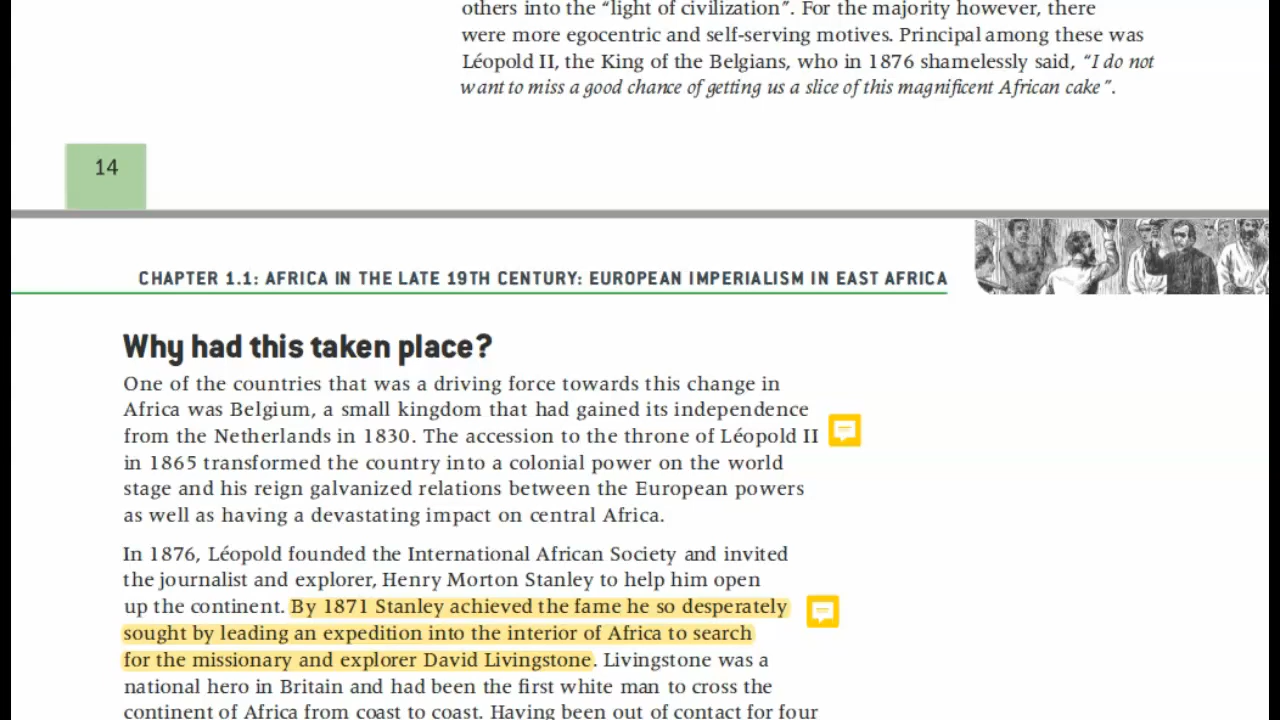 others into the “light of civilization”. For the majority however, there
were more egocentric and self-serving motives. Principal among these was
Léopold II, the King of the Belgians, who in 1876 shamelessly said, “I do not
want to miss a good chance of getting us a slice of this magnificent African cake”.
14
CHAPTER 1.1: AFRICA IN THE LATE 19TH CENTURY: EUROPEAN IMPERIALISM IN EAST AFRICA
Why had this taken place?
One of the countries that was a driving force towards this change in
Africa was Belgium, a small kingdom that had gained its independence
from the Netherlands in 1830. The accession to the throne of Léopold II
in 1865 transformed the country into a colonial power on the world
stage and his reign galvanized relations between the European powers
as well as having a devastating impact on central Africa.
In 1876, Léopold founded the International African Society and invited
the journalist and explorer, Henry Morton Stanley to help him open
up the continent. By 1871 Stanley achieved the fame he so desperately
sought by leading an expedition into the interior of Africa to search
for the missionary and explorer David Livingstone. Livingstone was a
national hero in Britain and had been the first white man to cross the
continent of Africa from coast to coast. Having been out of contact for four